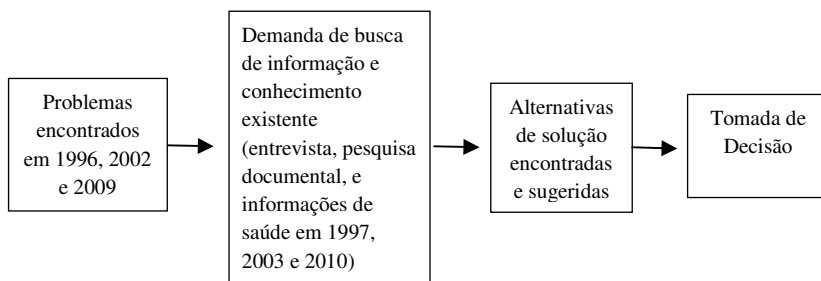 Problemas
encontrados
em 1996, 2002
e 2009
Demanda de busca
de informação e
conhecimento
existente
(entrevista, pesquisa
documental, e
informações de
saúde em 1997,
2003 e 2010)
Alternativas
de solução
encontradas
e sugeridas
Tomada de
Decisão